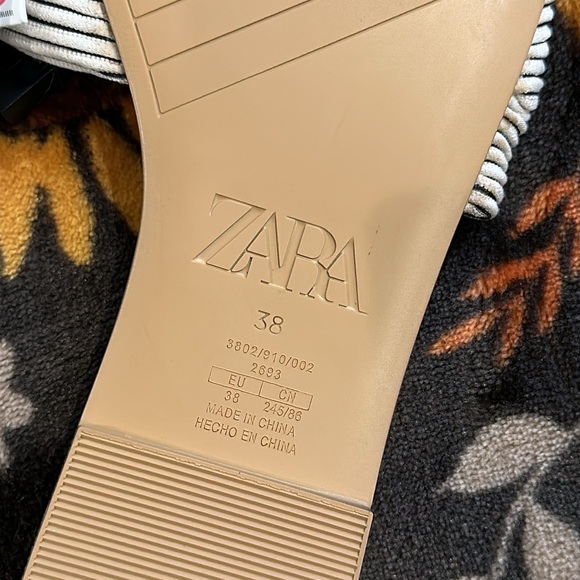 ZARA
38
3802/910/002
2693
EU CN
38 245/86
MADE IN CHINA
HECHO EN CHINA